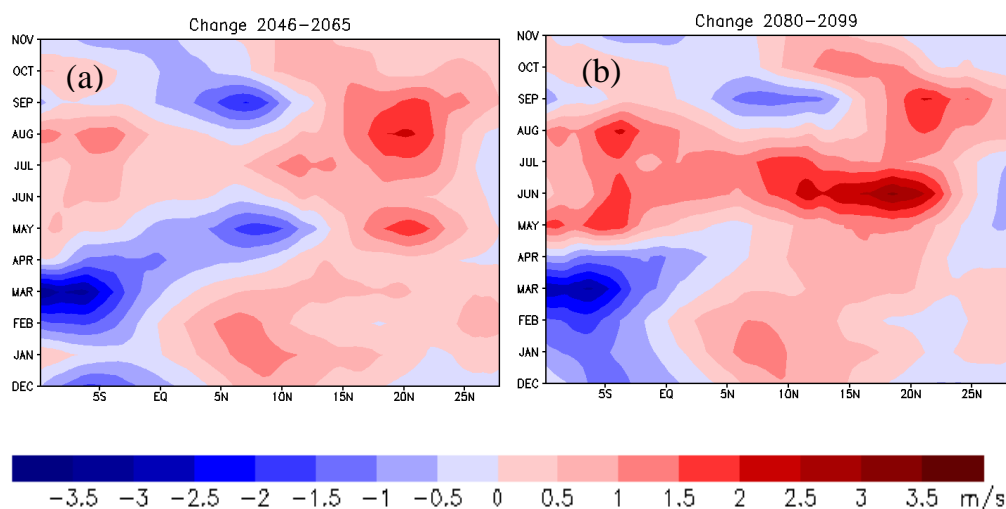 Change 2046-2065
Change 2080-2099
(a)
(b)
NOV
OCT
SEP
AUG
JUL
JUN
MAY
APR
MAR
FEB
JAN
DEC
5S EQ 5N 10N 15N 20N 25N
NOV
OCT
SEP
AUG
JUL
JUN
MAY
APR
MAR
FEB
JAN
DEC
5S EQ 5N 10N 15N 20N 25N
-3.5 -3 -2.5 -2 -1.5 -1 -0.5 0 0.5 1 1.5 2 2.5 3 3.5 m/s